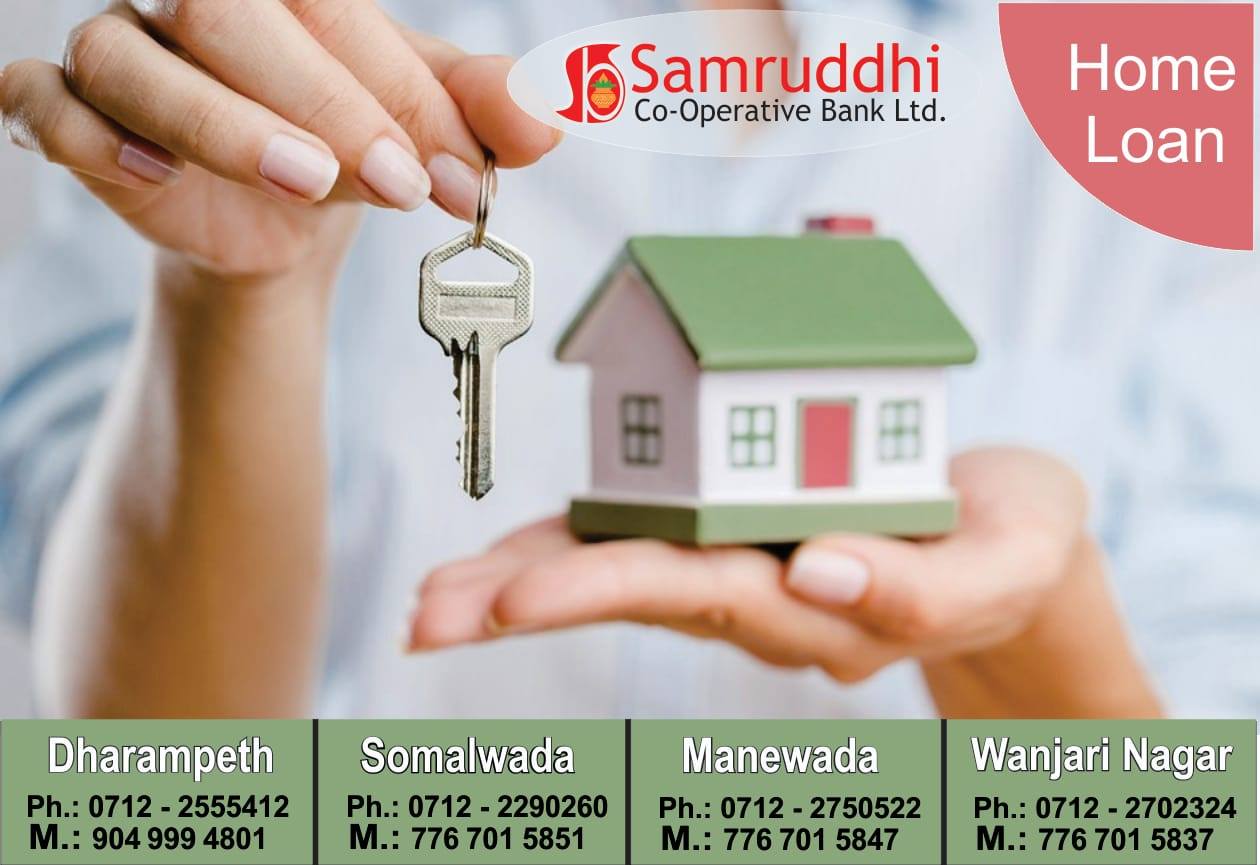 Samruddhi
Co-Operative Bank Ltd.
Home
Loan
Dharampeth
Ph.: 0712 - 2555412
M.: 904 999 4801
Somalwada
Ph.: 0712 - 2290260
M.: 776 701 5851
Manewada
Ph.: 0712 - 2750522
M.: 776 701 5847
Wanjari Nagar
Ph.: 0712 - 2702324
M.: 776 701 5837